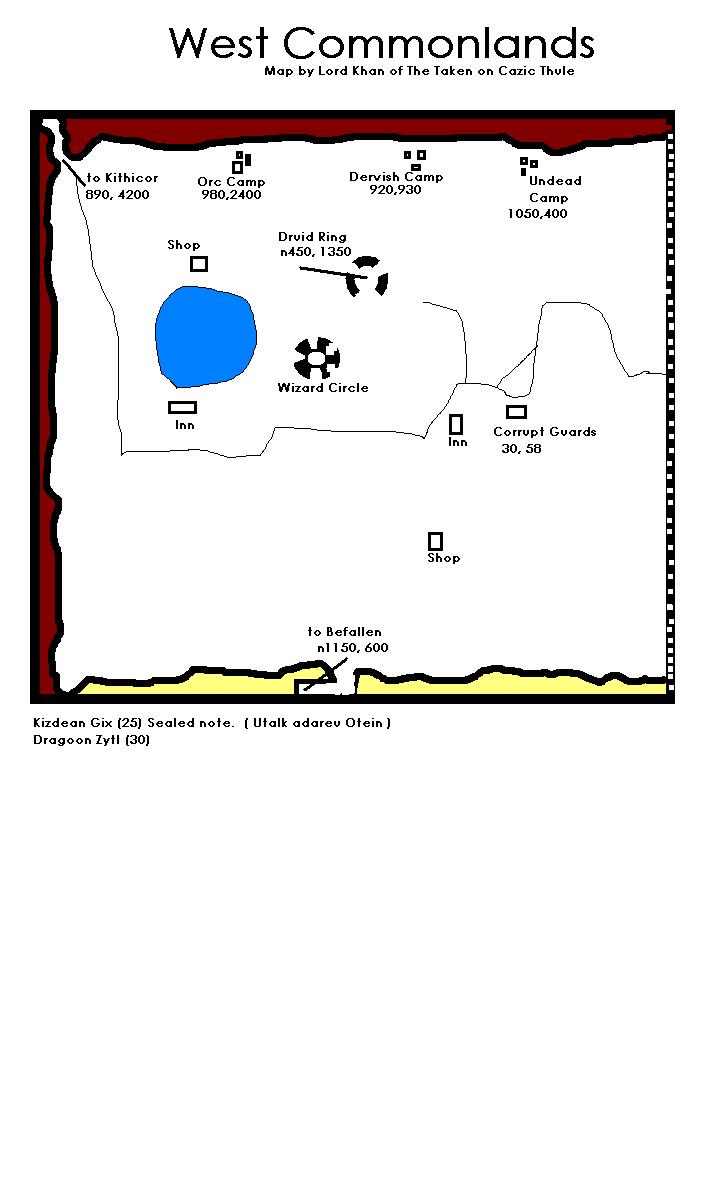 West Commonlands
Map by Lord Khan of The Taken on Cazic Thule
to Kithicor
890, 4200
Orc Camp
980,2400
Dervish Camp
920,930
Undead
Camp
1050,400
Shop
Druid Ring
n450, 1350
Wizard Circle
Inn
Inn
Corrupt Guards
30, 58
Shop
to Befallen
n1150, 600
Kizdean Gix (25) Sealed note. ( Utalk adareu Otein )
Dragoon Zytl (30)